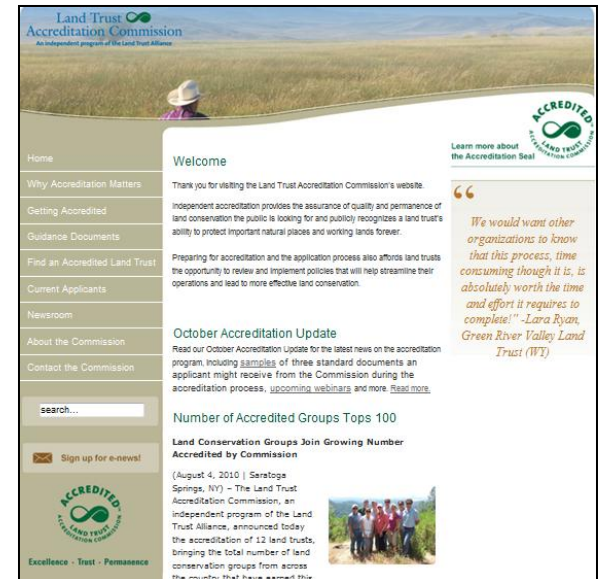 Land Trust
Accreditation Commission
An independent program of the Land Trust Alliance
ACCREDITED
LAND TRUST
ACCREDITATION COMMISSION
Learn more about
the Accreditation Seal
Home
Why Accreditation Matters
Getting Accredited
Guidance Documents
Find an Accredited Land Trust
Current Applicants
Newsroom
About the Commission
Contact the Commission
search...
Sign up for e-news!
ACCREDITED
LAND TRUST
ACCREDITATION COMMISSION
Excellence - Trust - Permanence
Welcome
Thank you for visiting the Land Trust Accreditation Commission's website.
Independent accreditation provides the assurance of quality and permanence of
land conservation the public is looking for and publicly recognizes a land trust's
ability to protect important natural places and working lands forever.
Preparing for accreditation and the application process also affords land trusts
the opportunity to review and implement policies that will help streamline their
operations and lead to more effective land conservation.
October Accreditation Update
Read our October Accreditation Update for the latest news on the accreditation
program, including samples of three standard documents an
applicant might receive from the Commission during the
accreditation process, upcoming webinars and more. Read more.
Number of Accredited Groups Tops 100
Land Conservation Groups Join Growing Number
Accredited by Commission
(August 4, 2010 | Saratoga
Springs, NY) – The Land Trust
Accreditation Commission, an
independent program of the Land
Trust Alliance, announced today
the accreditation of 12 land trusts,
bringing the total number of land
conservation groups from across
the country that have earned this
“
We would want other
organizations to know
that this process, time
consuming though it is, is
absolutely worth the time
and effort it requires to
complete!" -Lara Ryan,
Green River Valley Land
Trust (WY)